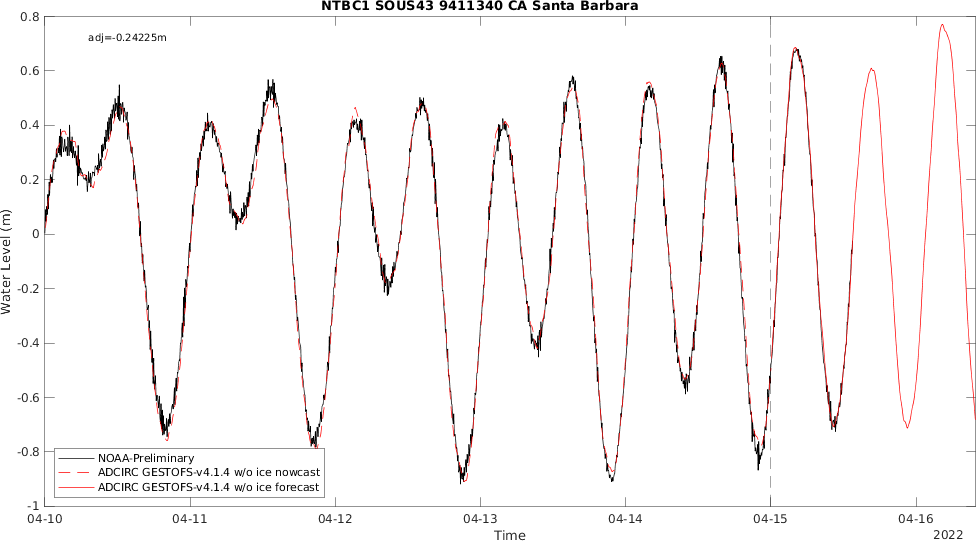 NTBC1 SOUS43 9411340 CA Santa Barbara
adj=-0.24225m
0.8
0.6
0.4
0.2
0
-0.2
-0.4
-0.6
-0.8
-1
Water Level (m)
NOAA-Preliminary
ADCIRC GESTOFS-v4.1.4 w/o ice nowcast
ADCIRC GESTOFS-v4.1.4 w/o ice forecast
04-10 04-11 04-12 04-13 04-14 04-15 04-16
Time
2022